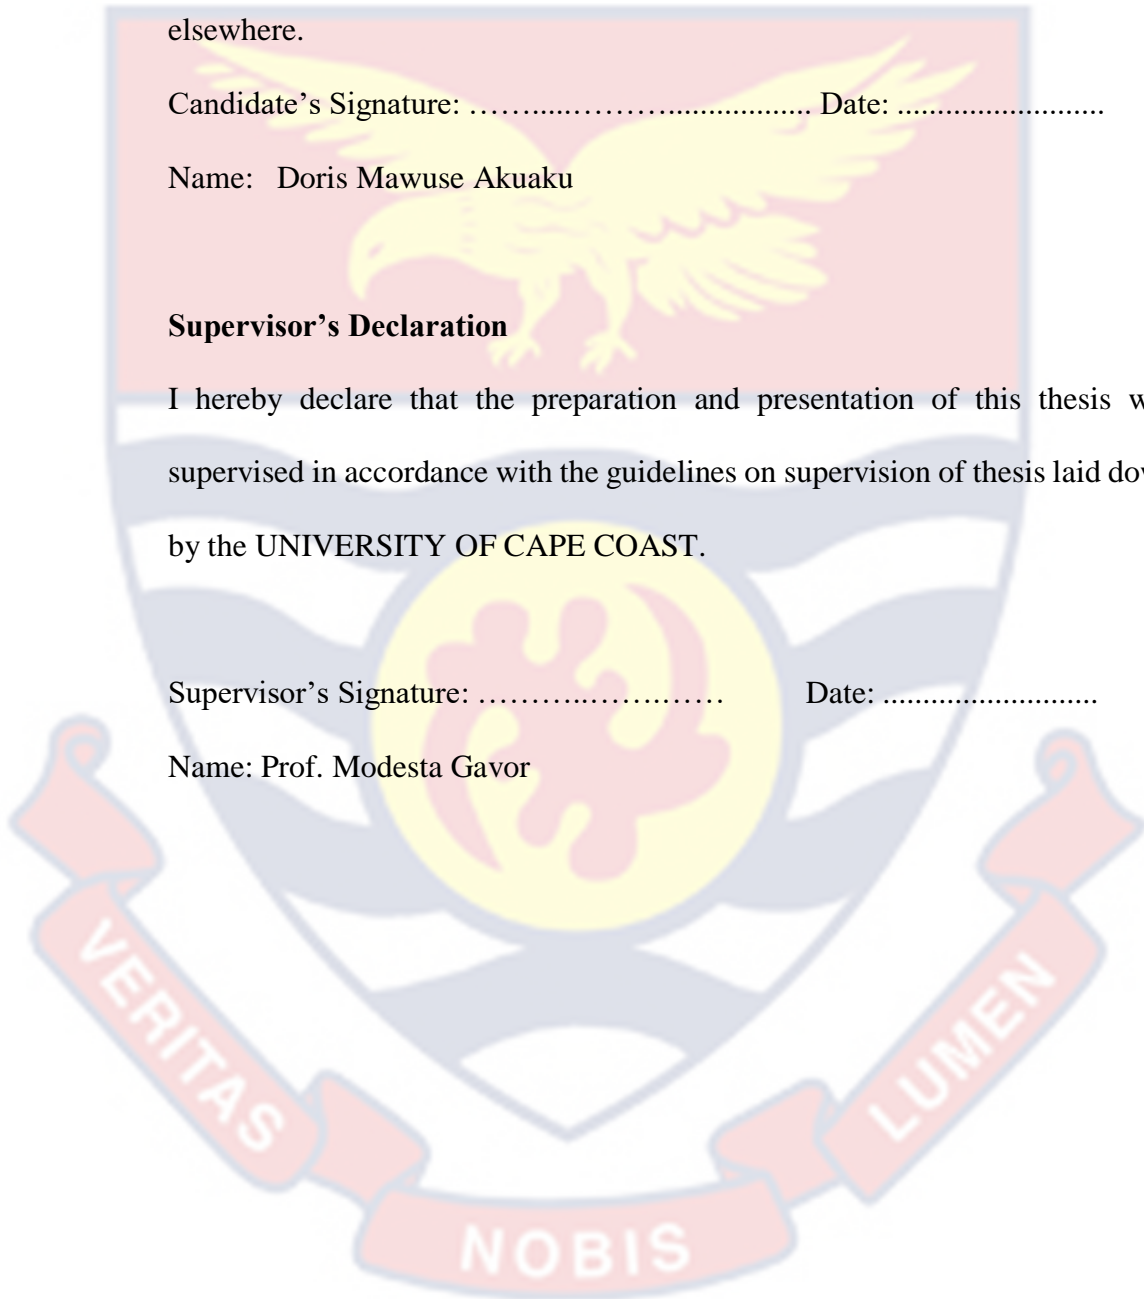 elsewhere.
Candidate’s Signature: …….....………................... Date: ..........................
Name: Doris Mawuse Akuaku
Supervisor’s Declaration
I hereby declare that the preparation and presentation of this thesis
supervised in accordance with the guidelines on supervision of thesis laid
by the UNIVERSITY OF CAPE COAST.
Supervisor’s Signature: ………..…….…… Date: ...........................
Name: Prof. Modesta Gavor
VERITAS
NOBIS
LUMEN